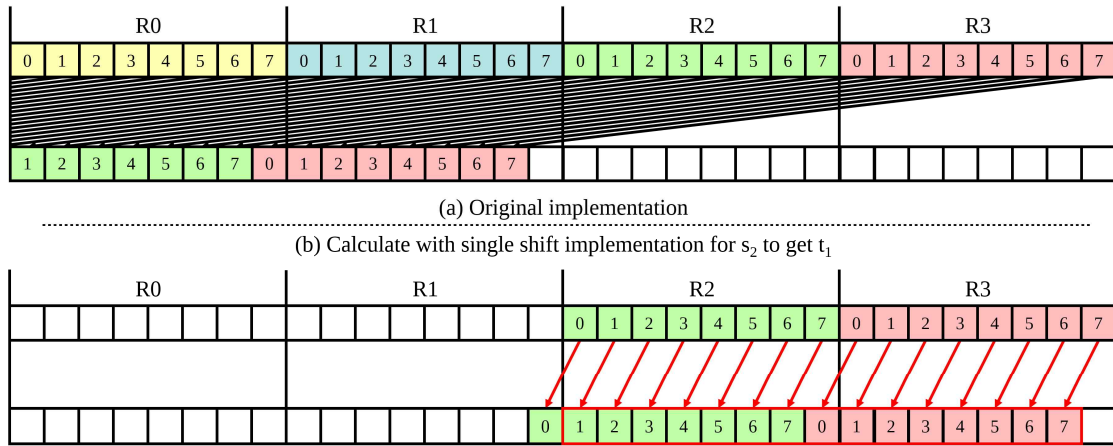 R0 R1 R2 R3
0 1 2 3 4 5 6 7 0 1 2 3 4 5 6 7 0 1 2 3 4 5 6 7 0 1 2 3 4 5 6 7
1 2 3 4 5 6 7 0 1 2 3 4 5 6 7
(a) Original implementation
(b) Calculate with single shift implementation for s₂ to get t₁
R0 R1 R2 R3
0 1 2 3 4 5 6 7 0 1 2 3 4 5 6 7
0 1 2 3 4 5 6 7 0 1 2 3 4 5 6 7